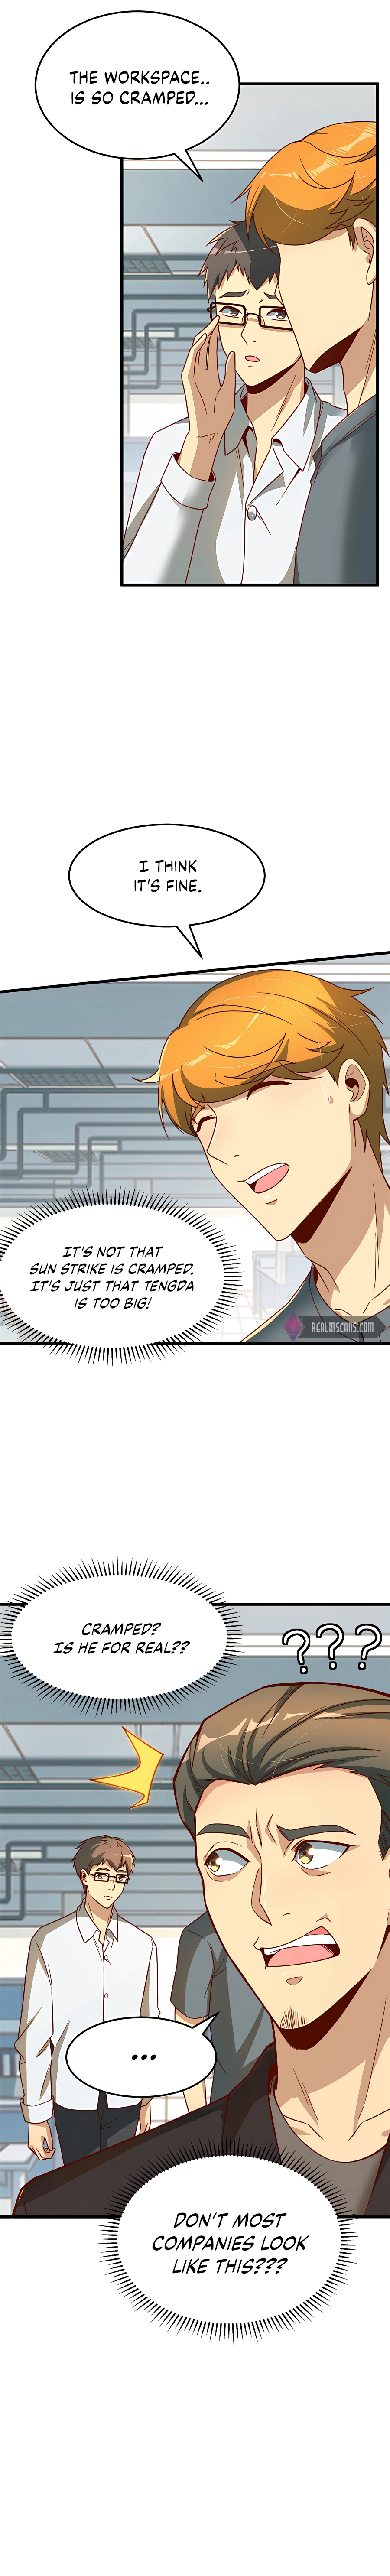 THE WORKSPACE..
IS SO CRAMPED...
I THINK
IT'S FINE.
IT'S NOT THAT
SUN STRIKE IS CRAMPED.
IT'S JUST THAT TENGDA
IS TOO BIG!
REALMSCANS.COM
CRAMPED?
IS HE FOR REAL??
???
...
DON'T MOST
COMPANIES LOOK
LIKE THIS???